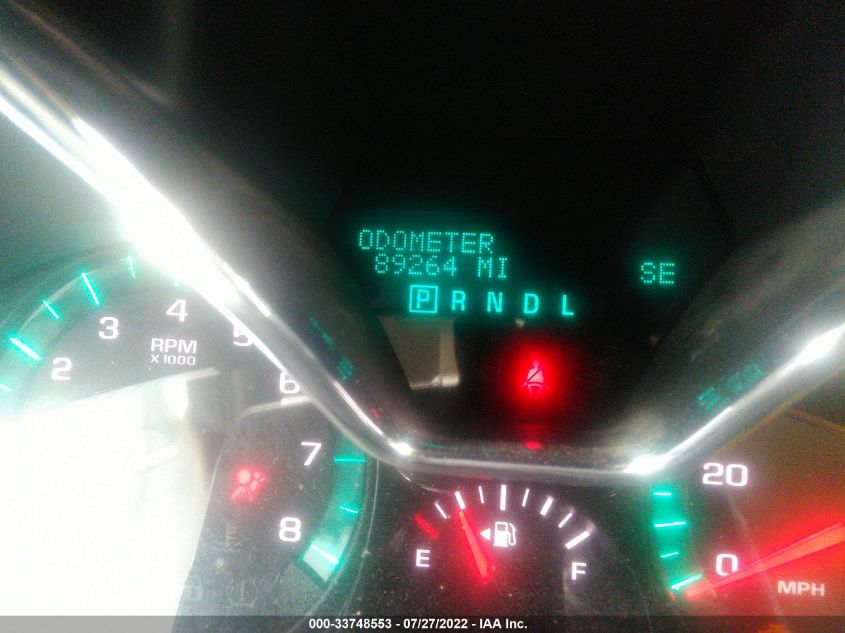 ODOMETER
89264 MI
SE
P R N D L
2
3
4
5
6
7
8
RPM
X 1000
E
F
20
0
MPH
000-33748553 - 07/27/2022 - IAA Inc.